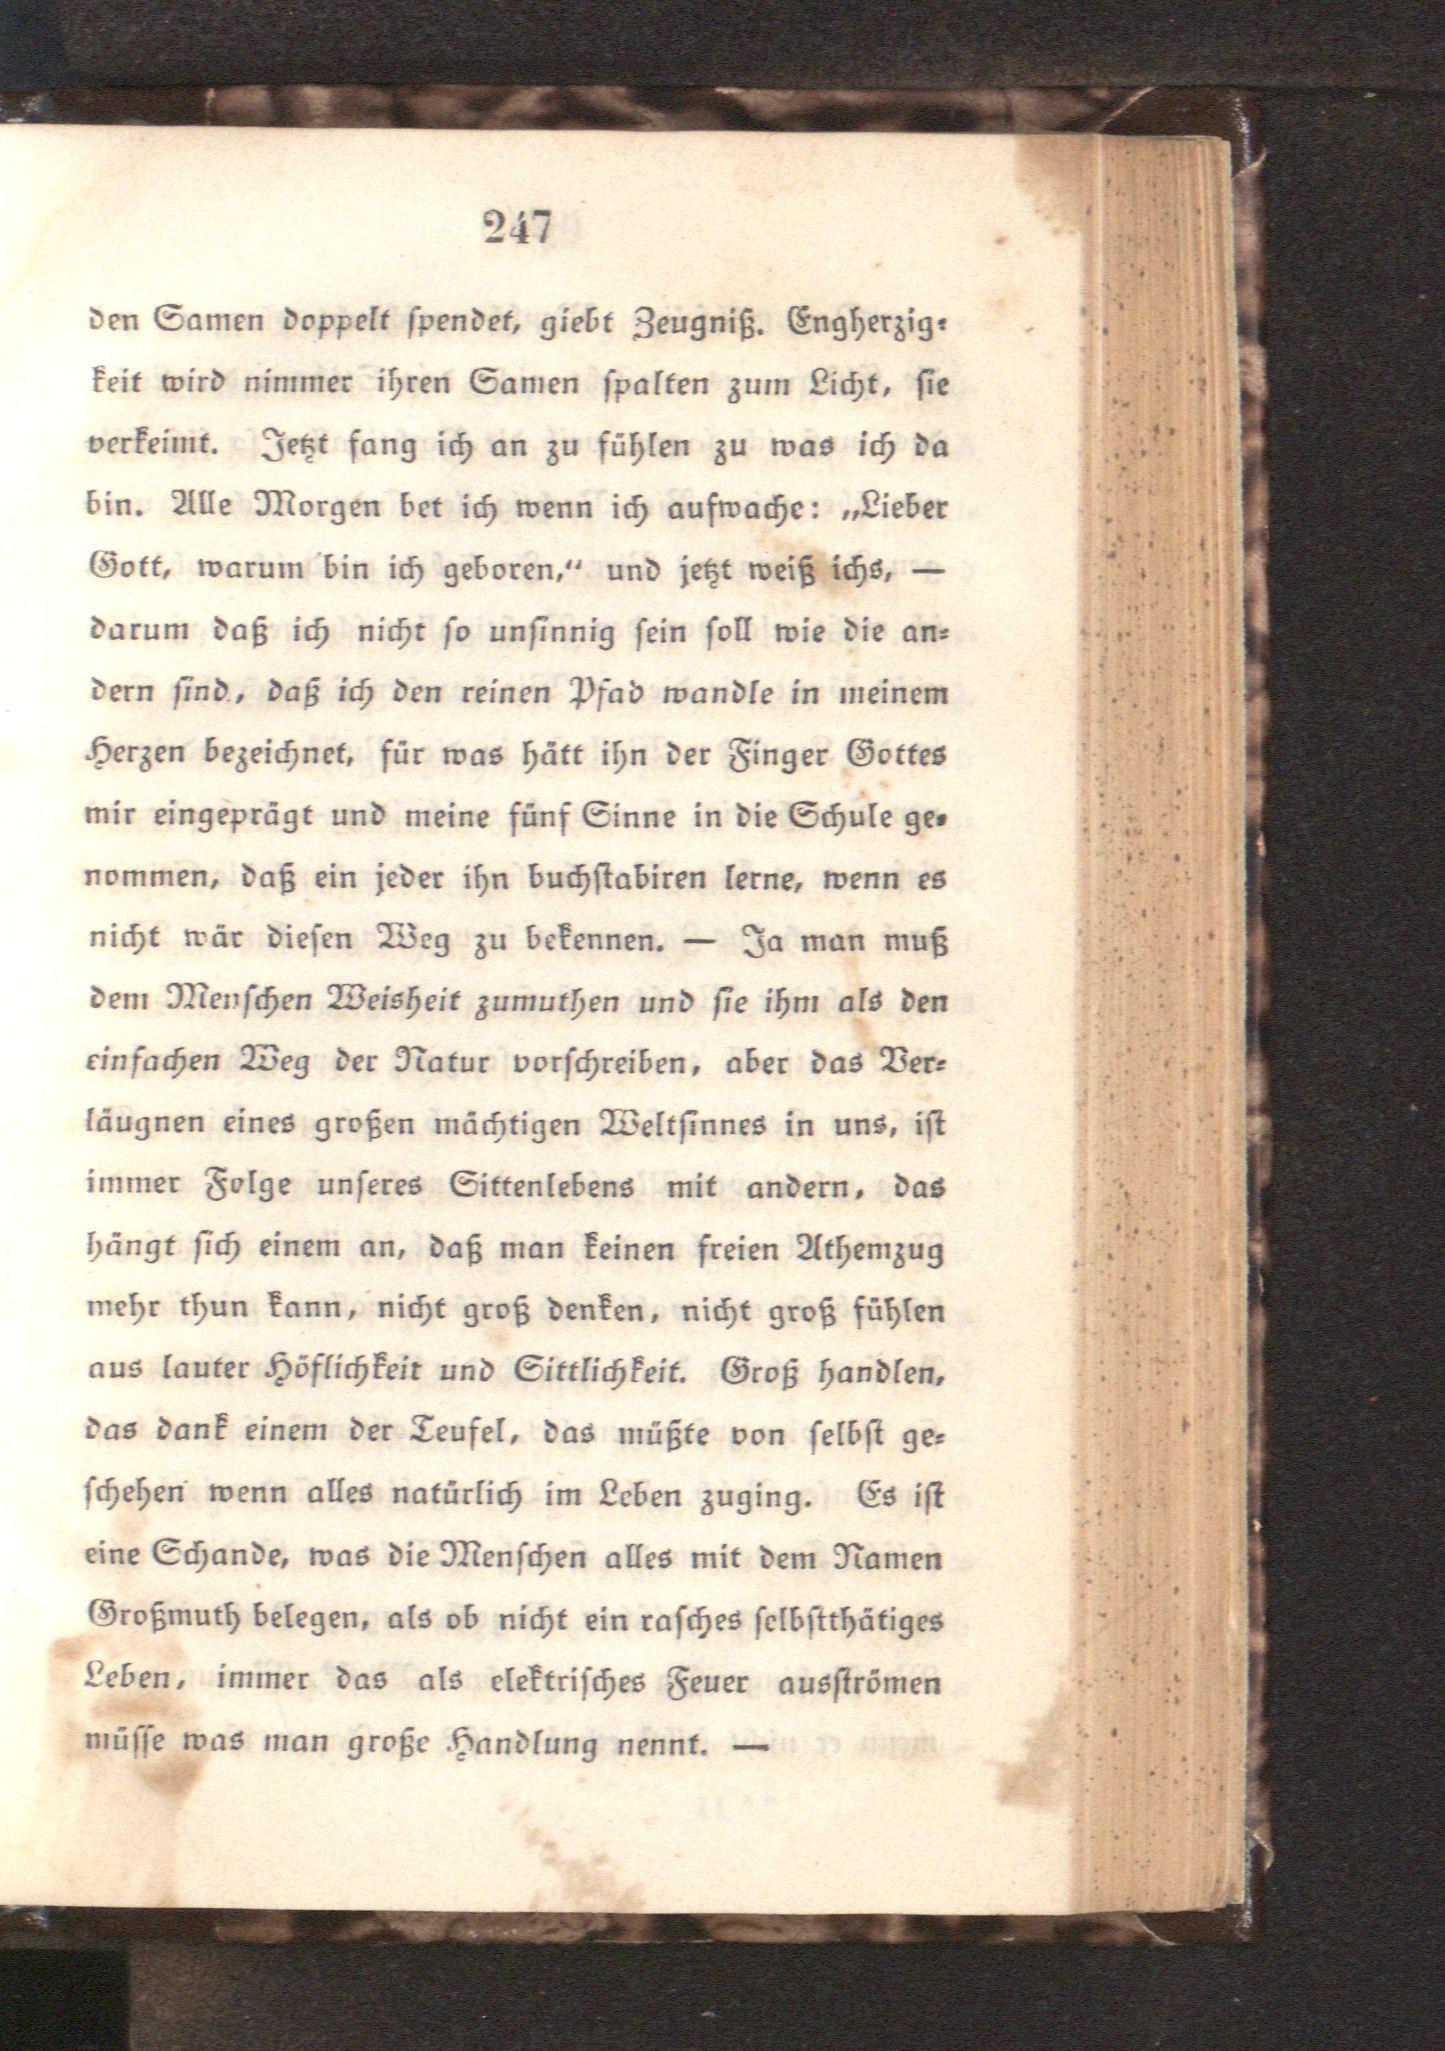 247
den Samen doppelt spendet, giebt Zeugniß. Engherzig-
keit wird nimmer ihren Samen spalten zum Licht, sie
verkeimt. Jetzt fang ich an zu fühlen zu was ich da
bin. Alle Morgen bet ich wenn ich aufwache: „Lieber
Gott, warum bin ich geboren,“ und jetzt weiß ichs, —
darum daß ich nicht so unsinnig sein soll wie die an-
dern sind, daß ich den reinen Pfad wandle in meinem
Herzen bezeichnet, für was hätt ihn der Finger Gottes
mir eingeprägt und meine fünf Sinne in die Schule ge-
nommen, daß ein jeder ihn buchstabiren lerne, wenn es
nicht wär diesen Weg zu bekennen. — Ja man muß
dem Menschen Weisheit zumuthen und sie ihm als den
einfachen Weg der Natur vorschreiben, aber das Ver-
läugnen eines großen mächtigen Weltsinnes in uns, ist
immer Folge unseres Sittenlebens mit andern, das
hängt sich einem an, daß man keinen freien Athemzug
mehr thun kann, nicht groß denken, nicht groß fühlen
aus lauter Höflichkeit und Sittlichkeit. Groß handlen,
das dank einem der Teufel, das müßte von selbst ge-
schehen wenn alles natürlich im Leben zuging. Es ist
eine Schande, was die Menschen alles mit dem Namen
Großmuth belegen, als ob nicht ein rasches selbstthätiges
Leben, immer das als elektrisches Feuer ausströmen
müsse was man große Handlung nennt. —